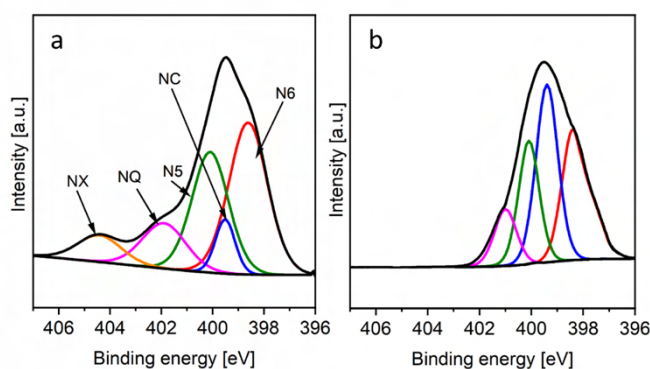 a
NX
NQ
N5
NC
N6
Intensity [a.u.]
406 404 402 400 398 396
Binding energy [eV]
b
Intensity [a.u.]
406 404 402 400 398 396
Binding energy [eV]